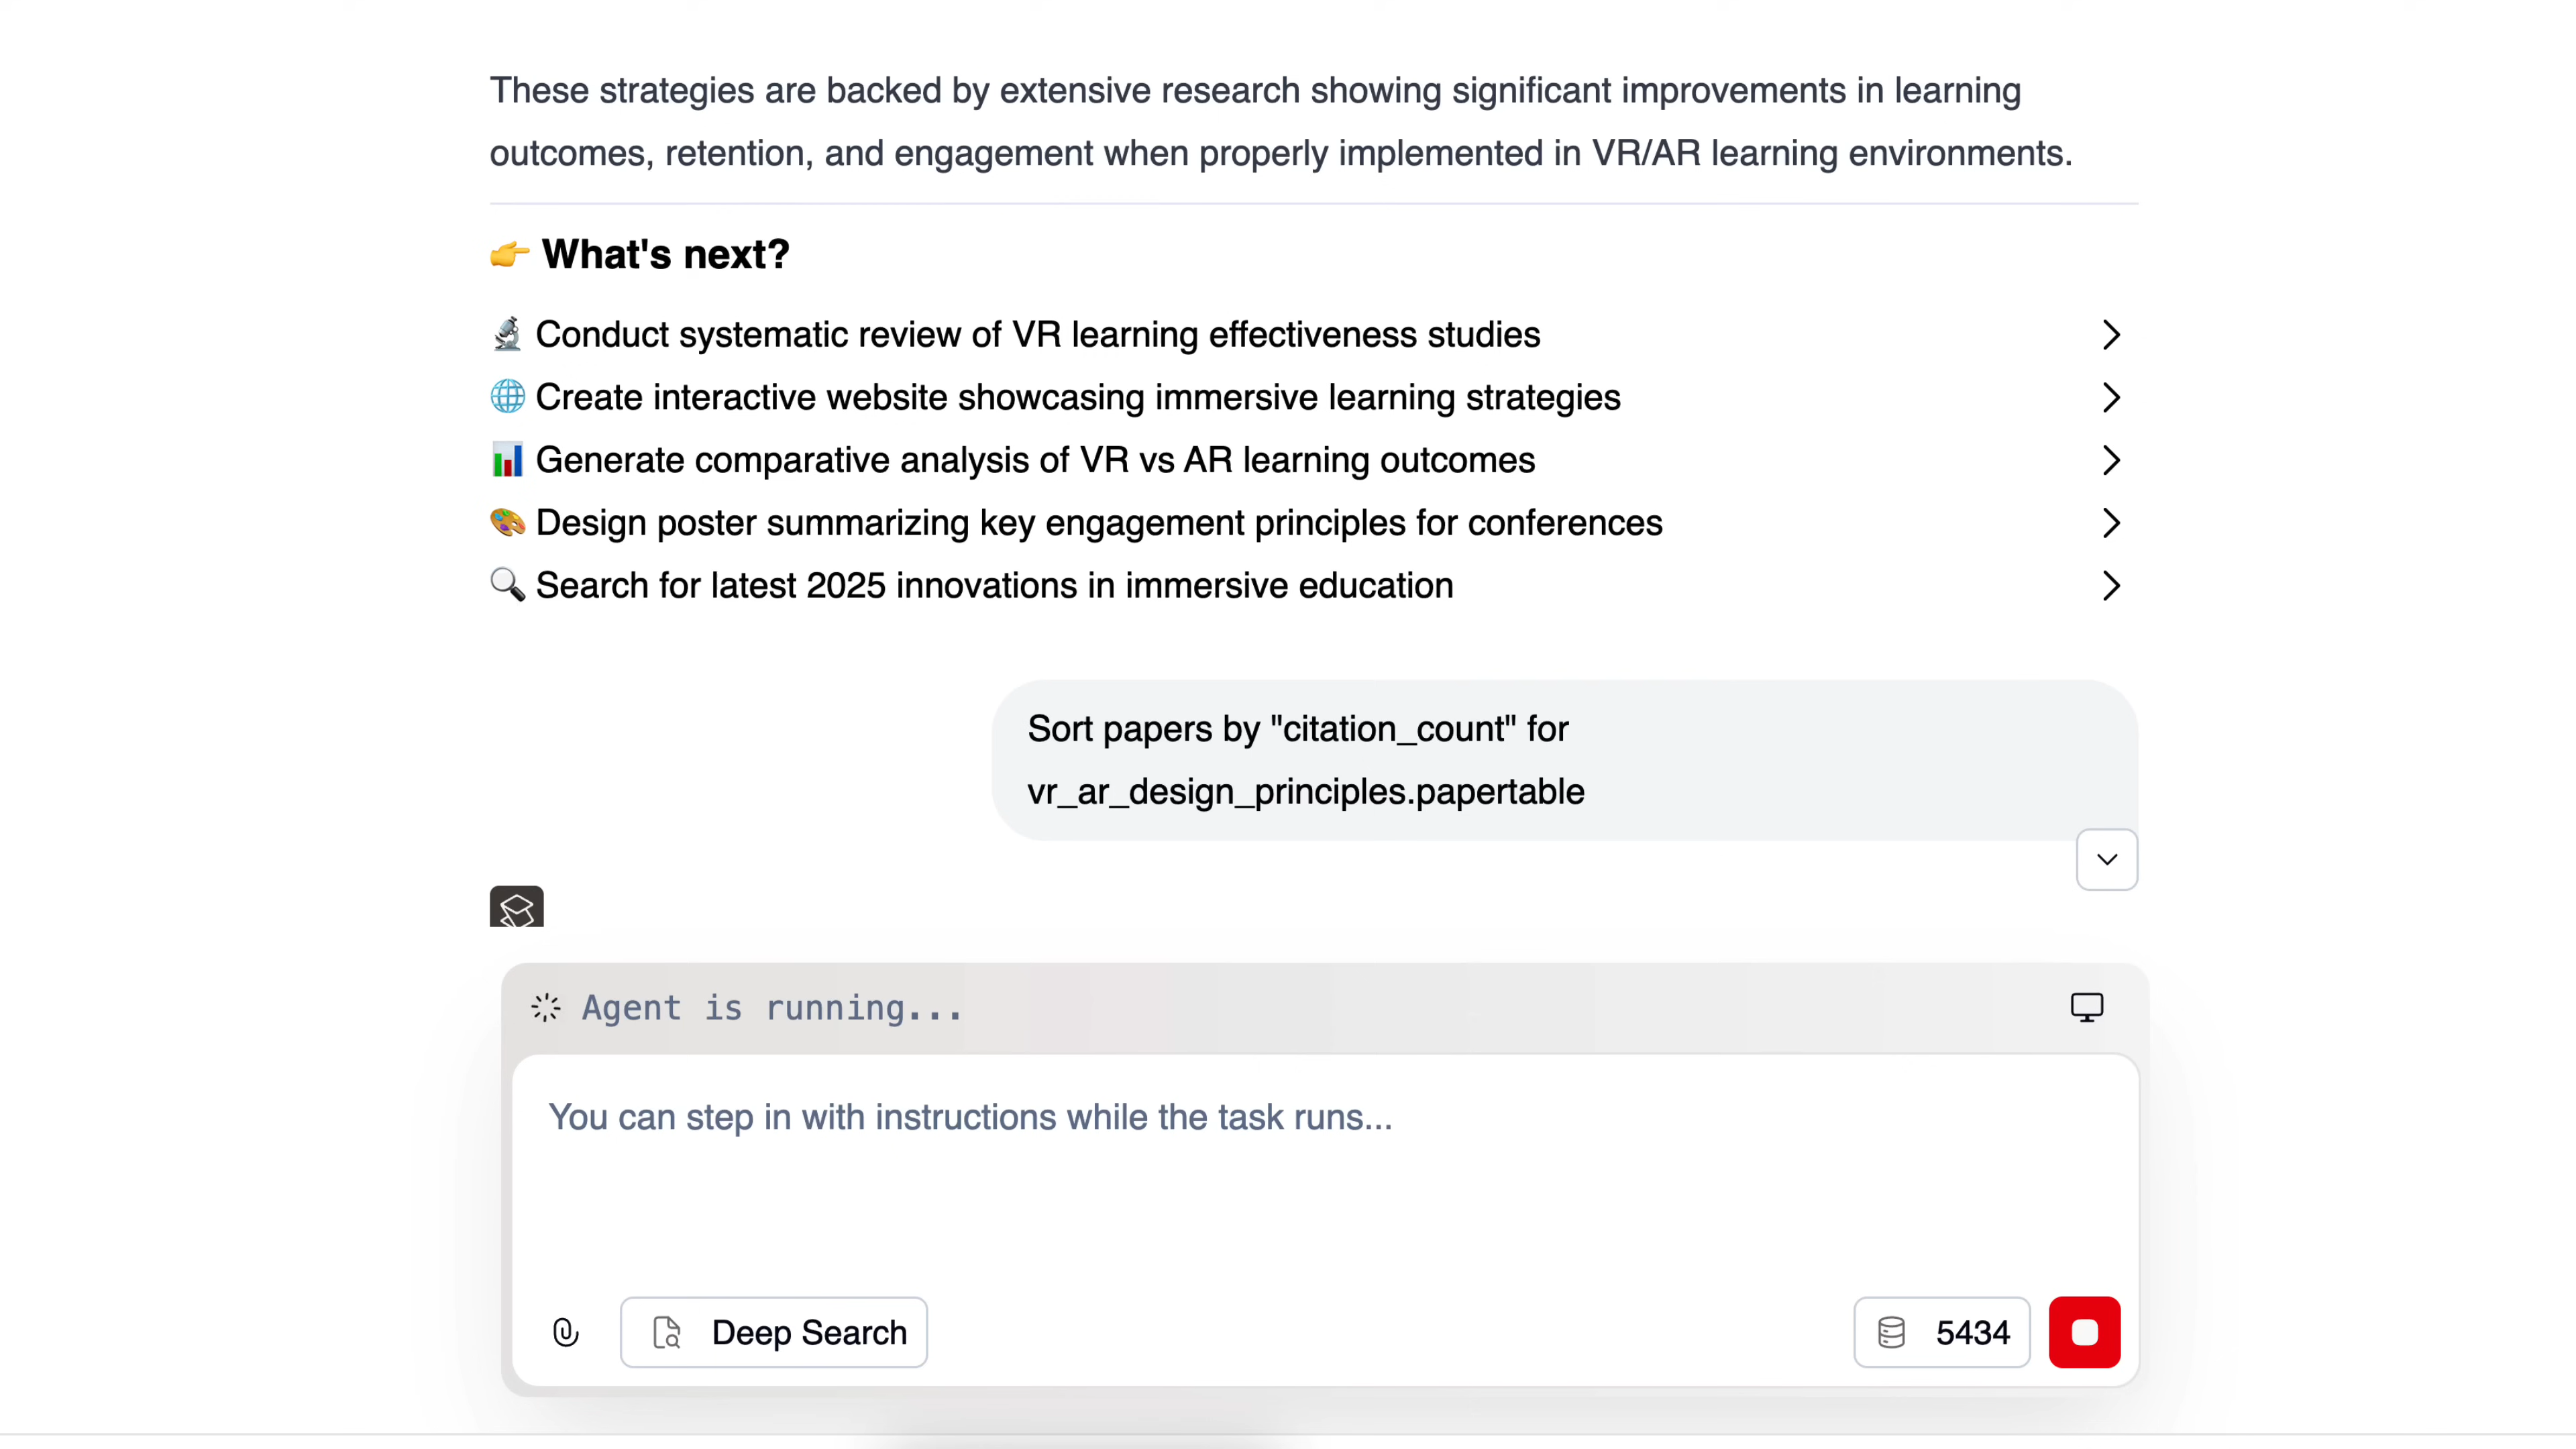 These strategies are backed by extensive research showing significant improvements in learning
outcomes, retention, and engagement when properly implemented in VR/AR learning environments.
👉 What's next?
🔬 Conduct systematic review of VR learning effectiveness studies
🌐 Create interactive website showcasing immersive learning strategies
📊 Generate comparative analysis of VR vs AR learning outcomes
🎨 Design poster summarizing key engagement principles for conferences
🔍 Search for latest 2025 innovations in immersive education
Sort papers by "citation_count" for
vr_ar_design_principles.papertable
Agent is running...
You can step in with instructions while the task runs...
Deep Search
5434